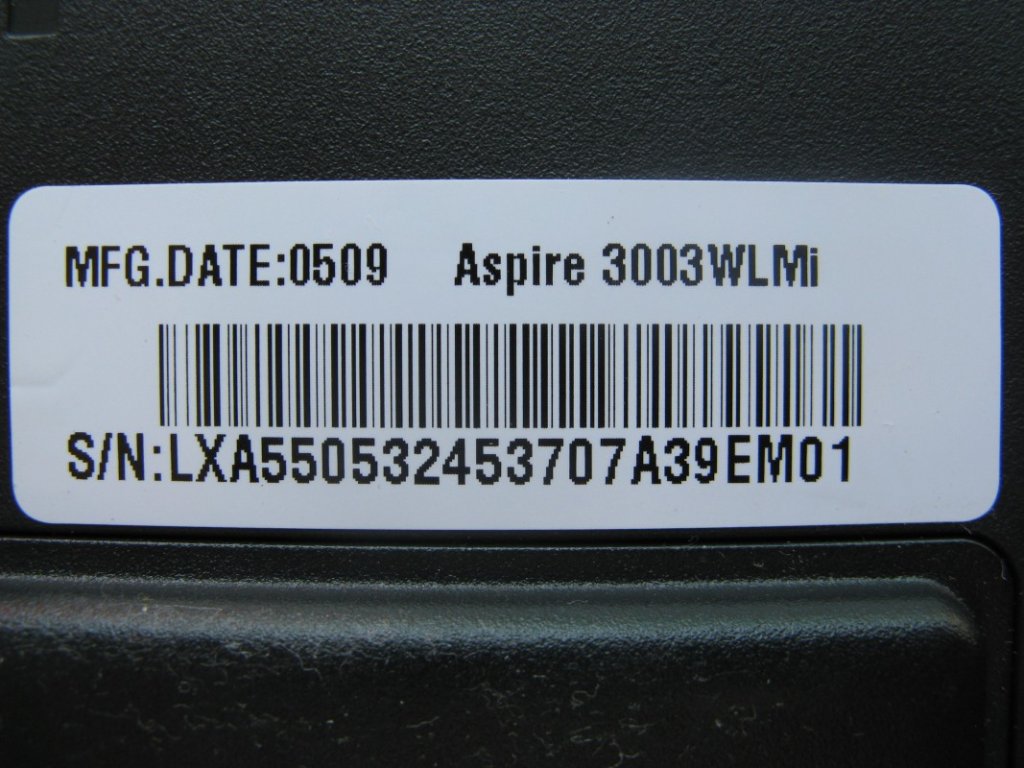 MFG.DATE:0509 Aspire 3003WLMi
S/N:LXA550532453707A39EM01